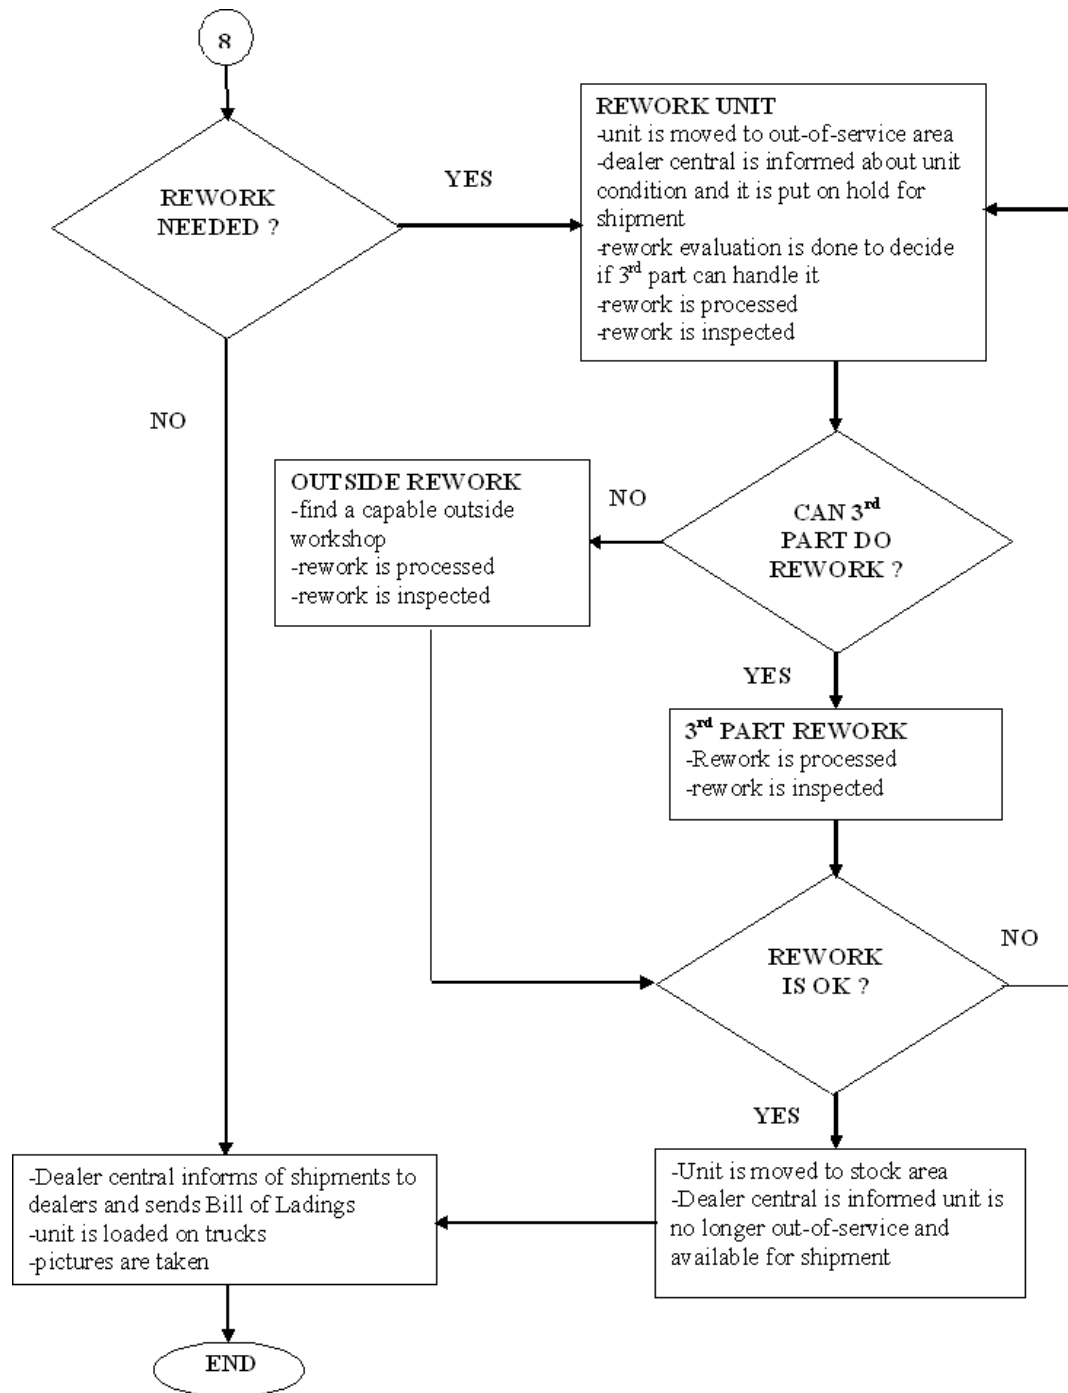 8
REWORK
NEEDED ?
YES
REWORK UNIT
-unit is moved to out-of-service area
-dealer central is informed about unit
condition and it is put on hold for
shipment
-rework evaluation is done to decide
if 3rd part can handle it
-rework is processed
-rework is inspected
NO
OUTSIDE REWORK
-find a capable outside
workshop
-rework is processed
-rework is inspected
NO
CAN 3rd
PART DO
REWORK ?
YES
3rd PART REWORK
-Rework is processed
-rework is inspected
REWORK
IS OK ?
NO
YES
-Dealer central informs of shipments to
dealers and sends Bill of Ladings
-unit is loaded on trucks
-pictures are taken
-Unit is moved to stock area
-Dealer central is informed unit is
no longer out-of-service and
available for shipment
END